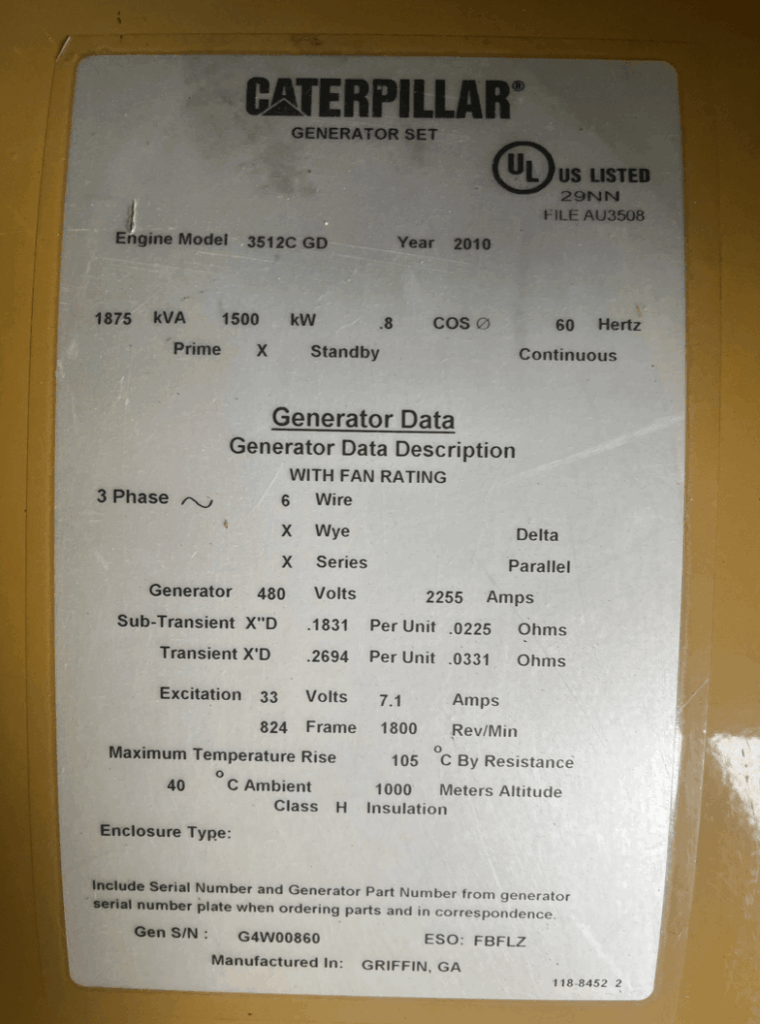 CATERPILLAR®
GENERATOR SET
UL US LISTED
29NN
FILE AU3508
Engine Model 3512C GD Year 2010
1875 kVA 1500 kW .8 COS ∅ 60 Hertz
Prime X Standby Continuous
Generator Data
Generator Data Description
WITH FAN RATING
3 Phase 6 Wire
X Wye Delta
X Series Parallel
Generator 480 Volts 2255 Amps
Sub-Transient X"D .1831 Per Unit .0225 Ohms
Transient X'D .2694 Per Unit .0331 Ohms
Excitation 33 Volts 7.1 Amps
824 Frame 1800 Rev/Min
Maximum Temperature Rise 105 °C By Resistance
40 °C Ambient 1000 Meters Altitude
Class H Insulation
Enclosure Type:
Include Serial Number and Generator Part Number from generator
serial number plate when ordering parts and in correspondence.
Gen S/N : G4W00860 ESO: FBFLZ
Manufactured In: GRIFFIN, GA
118-8452 2